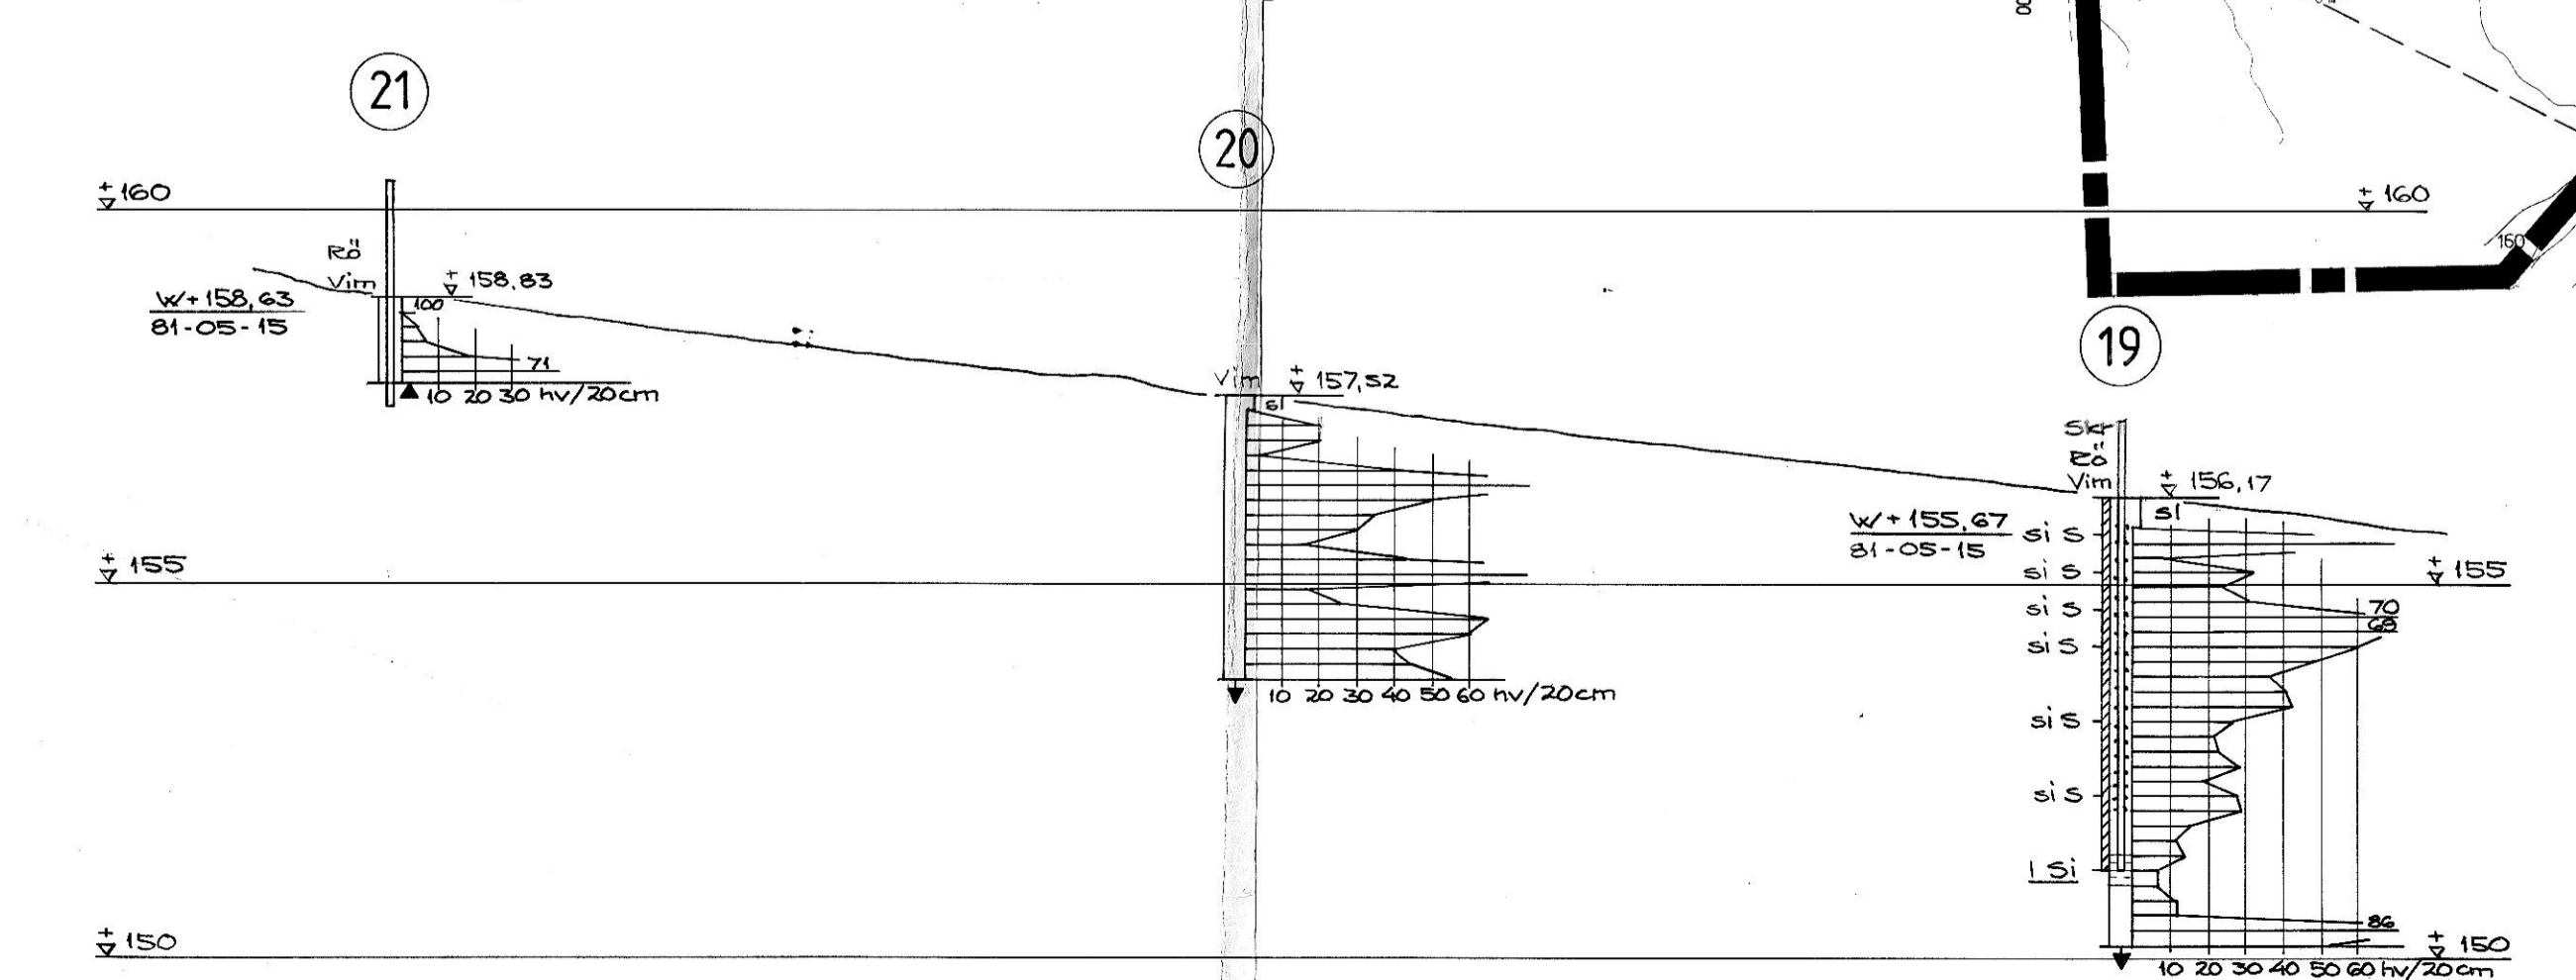 21
20
± 160
± 160
160
Rö
Vim
± 158,83
W+158,63
81-05-15
100
71
10 20 30 hv/20cm
19
Vim
± 157,52
sl
Skr
Rö
Vim
± 156,17
sl
W+155,67
81-05-15
si S
si S
± 155
± 155
si S
70
69
si S
10 20 30 40 50 60 hv/20cm
si S
si S
l Si
86
± 150
± 150
10 20 30 40 50 60 hv/20cm